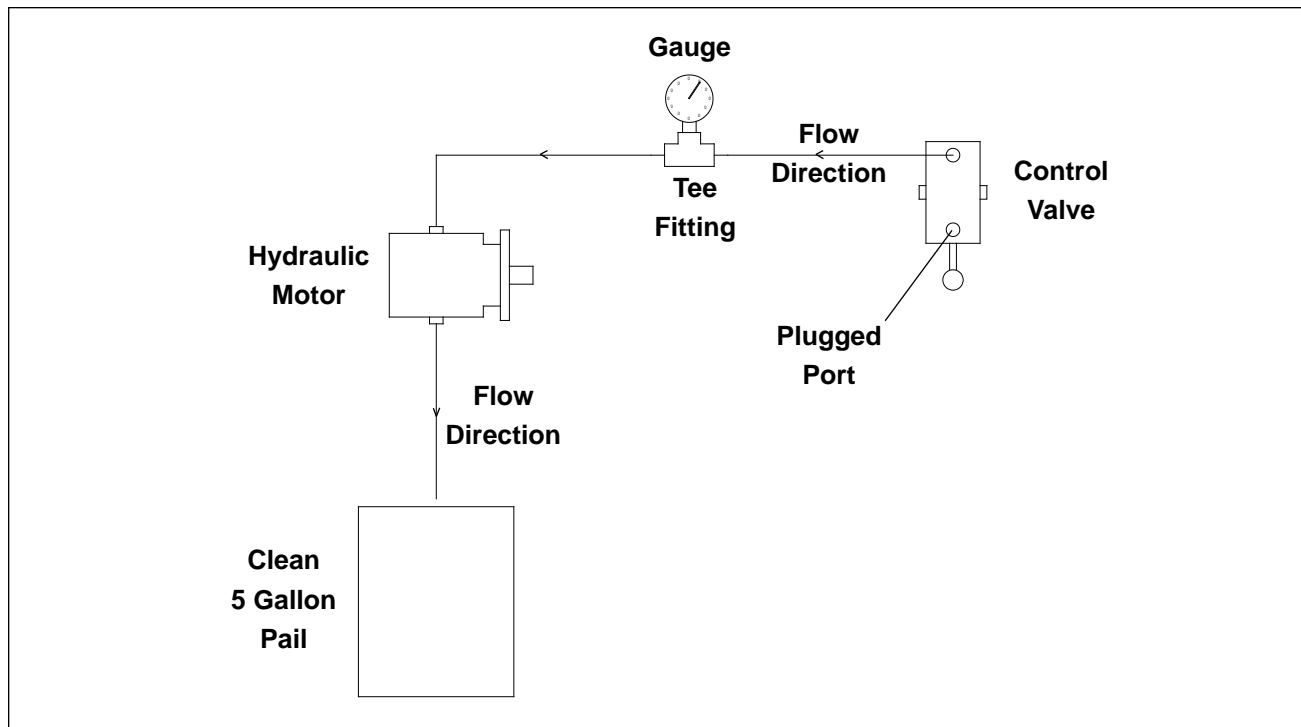 Gauge
Flow
Direction
Control
Valve
Tee
Fitting
Hydraulic
Motor
Plugged
Port
Flow
Direction
Clean
5 Gallon
Pail